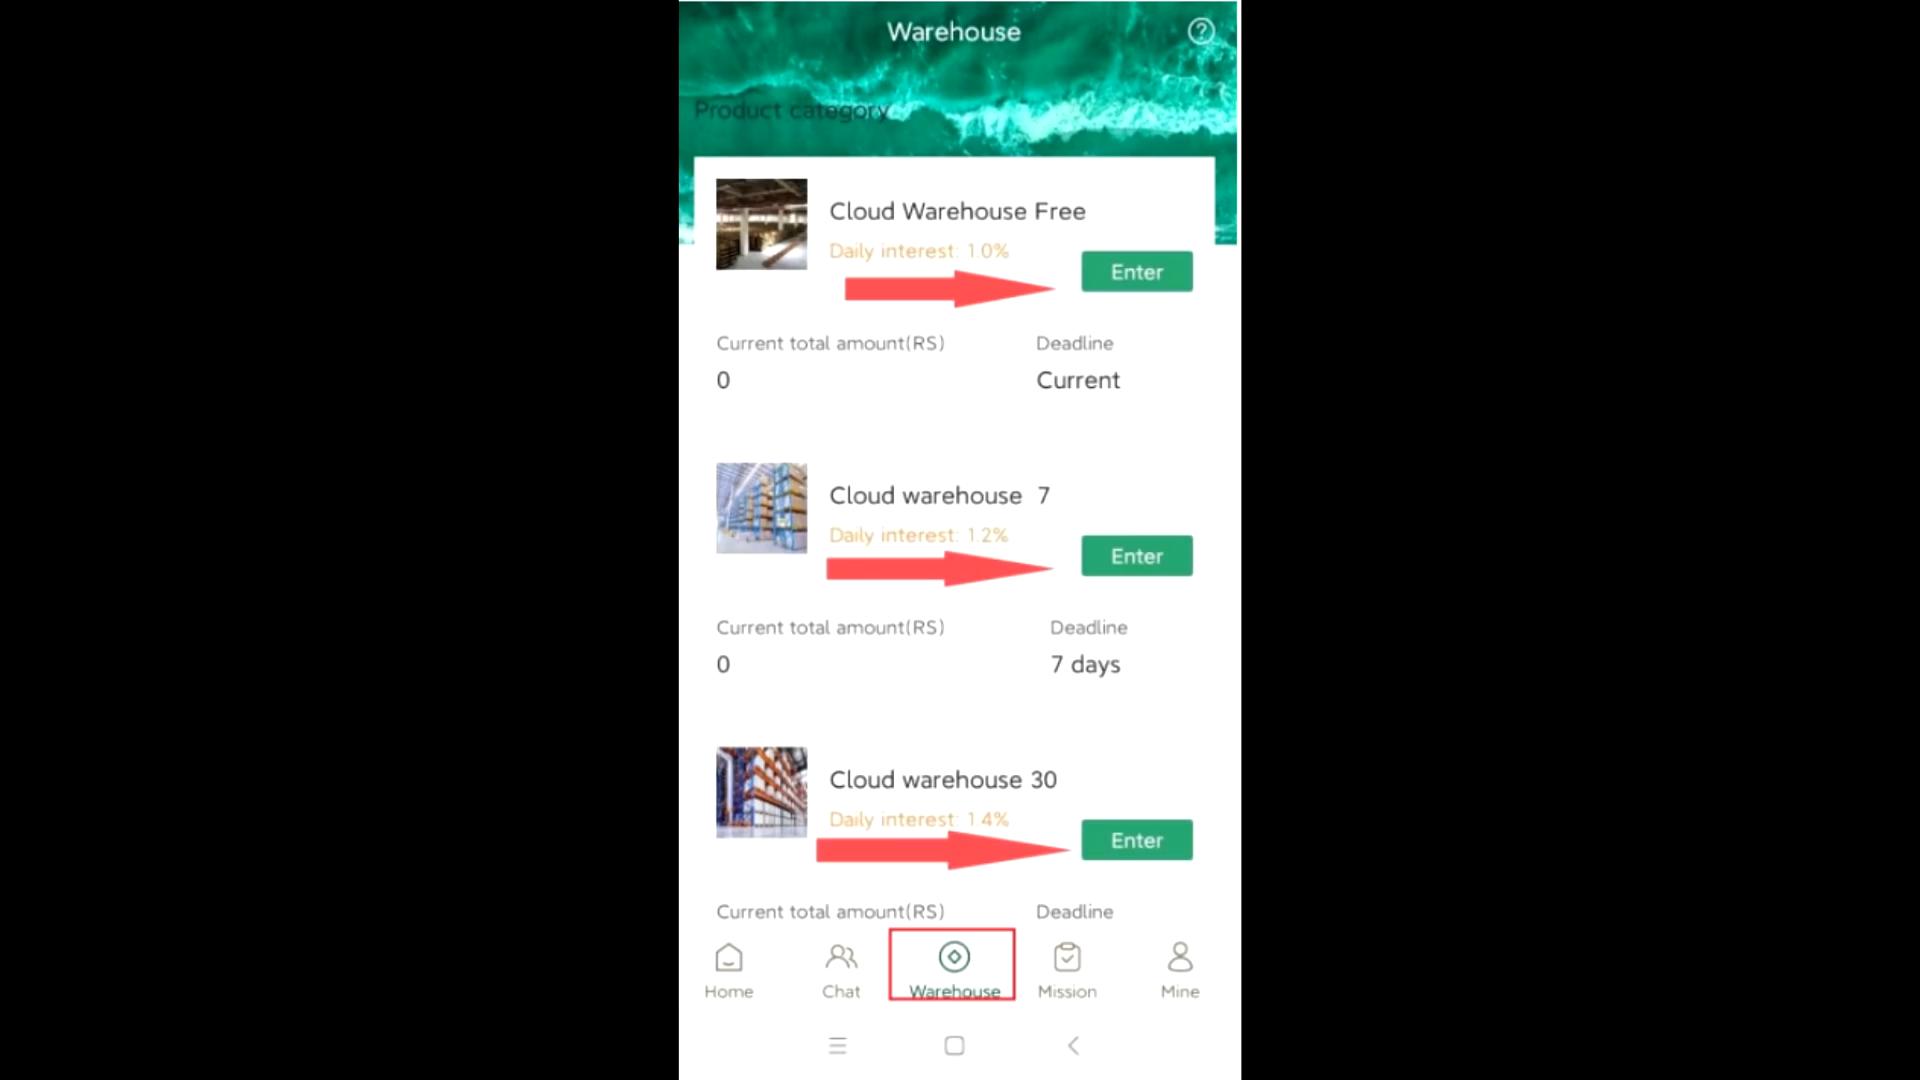 Warehouse
Product category
Cloud Warehouse Free
Daily interest: 1.0%
Enter
Current total amount(RS)
Deadline
0
Current
Cloud warehouse 7
Daily interest: 1.2%
Enter
Current total amount(RS)
Deadline
0
7 days
Cloud warehouse 30
Daily interest: 1.4%
Enter
Current total amount(RS)
Deadline
Home
Chat
Warehouse
Mission
Mine